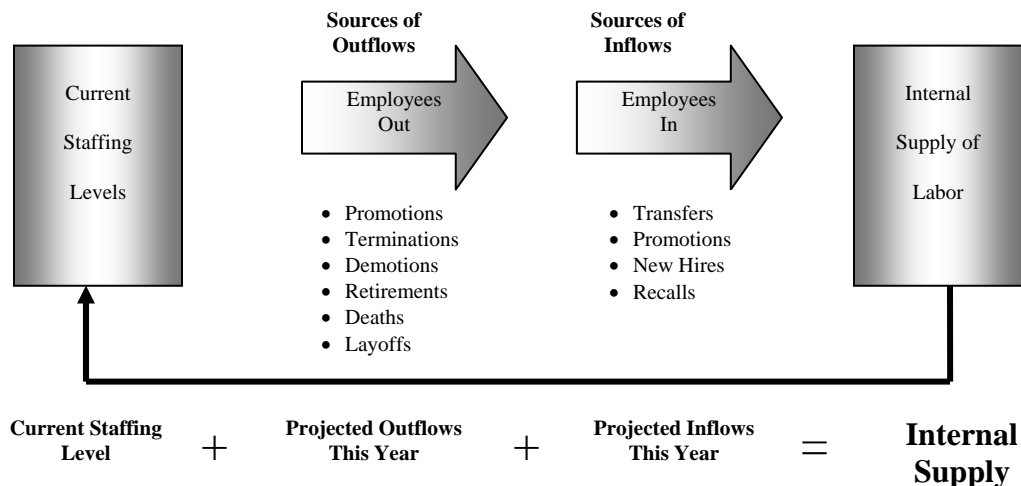 Sources of
Outflows
Sources of
Inflows
Current
Staffing
Levels
Employees
Out
Employees
In
Internal
Supply of
Labor
• Promotions
• Terminations
• Demotions
• Retirements
• Deaths
• Layoffs
• Transfers
• Promotions
• New Hires
• Recalls
Current Staffing
Level
+
Projected Outflows
This Year
+
Projected Inflows
This Year
=
Internal
Supply